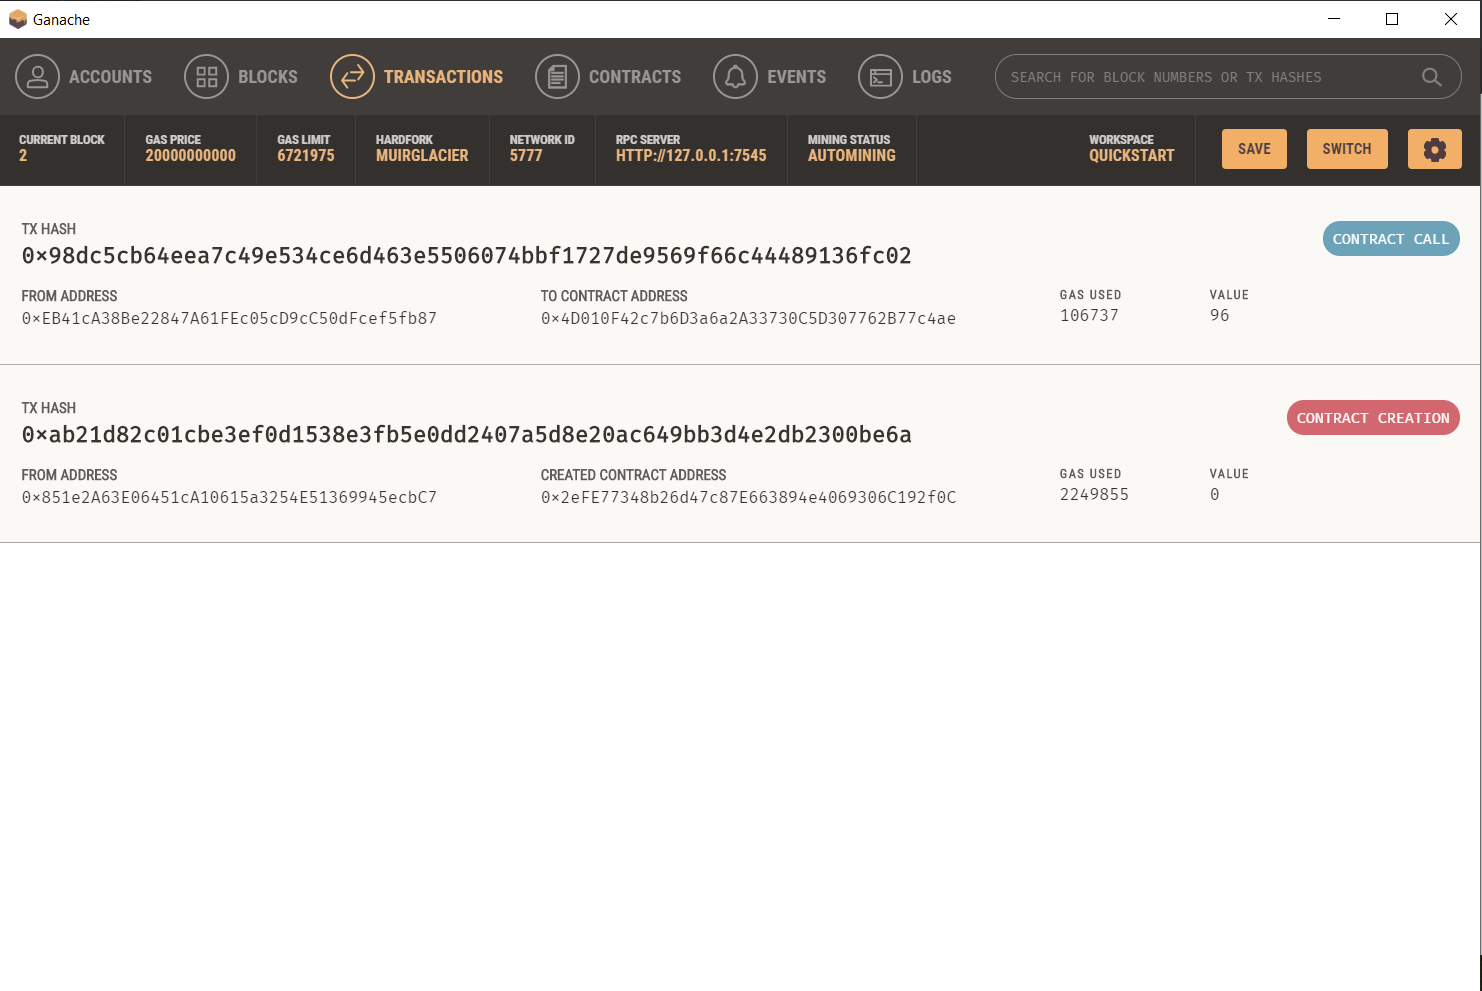 Ganache
ACCOUNTS BLOCKS TRANSACTIONS CONTRACTS EVENTS LOGS SEARCH FOR BLOCK NUMBERS OR TX HASHES
CURRENT BLOCK GAS PRICE GAS LIMIT HARDFORK NETWORK ID RPC SERVER MINING STATUS WORKSPACE
2 20000000000 6721975 MUIRGLACIER 5777 HTTP://127.0.0.1:7545 AUTOMINING QUICKSTART SAVE SWITCH
TX HASH
0×98dc5cb64eea7c49e534ce6d463e5506074bbf1727de9569f66c44489136fc02 CONTRACT CALL
FROM ADDRESS TO CONTRACT ADDRESS GAS USED VALUE
0×EB41cA38Be22847A61FEc05cD9cC50dFcef5fb87 0×4D010F42c7b6D3a6a2A33730C5D307762B77c4ae 106737 96
TX HASH
0×ab21d82c01cbe3ef0d1538e3fb5e0dd2407a5d8e20ac649bb3d4e2db2300be6a CONTRACT CREATION
FROM ADDRESS CREATED CONTRACT ADDRESS GAS USED VALUE
0×851e2A63E06451cA10615a3254E51369945ecbC7 0×2eFE77348b26d47c87E663894e4069306C192f0C 2249855 0